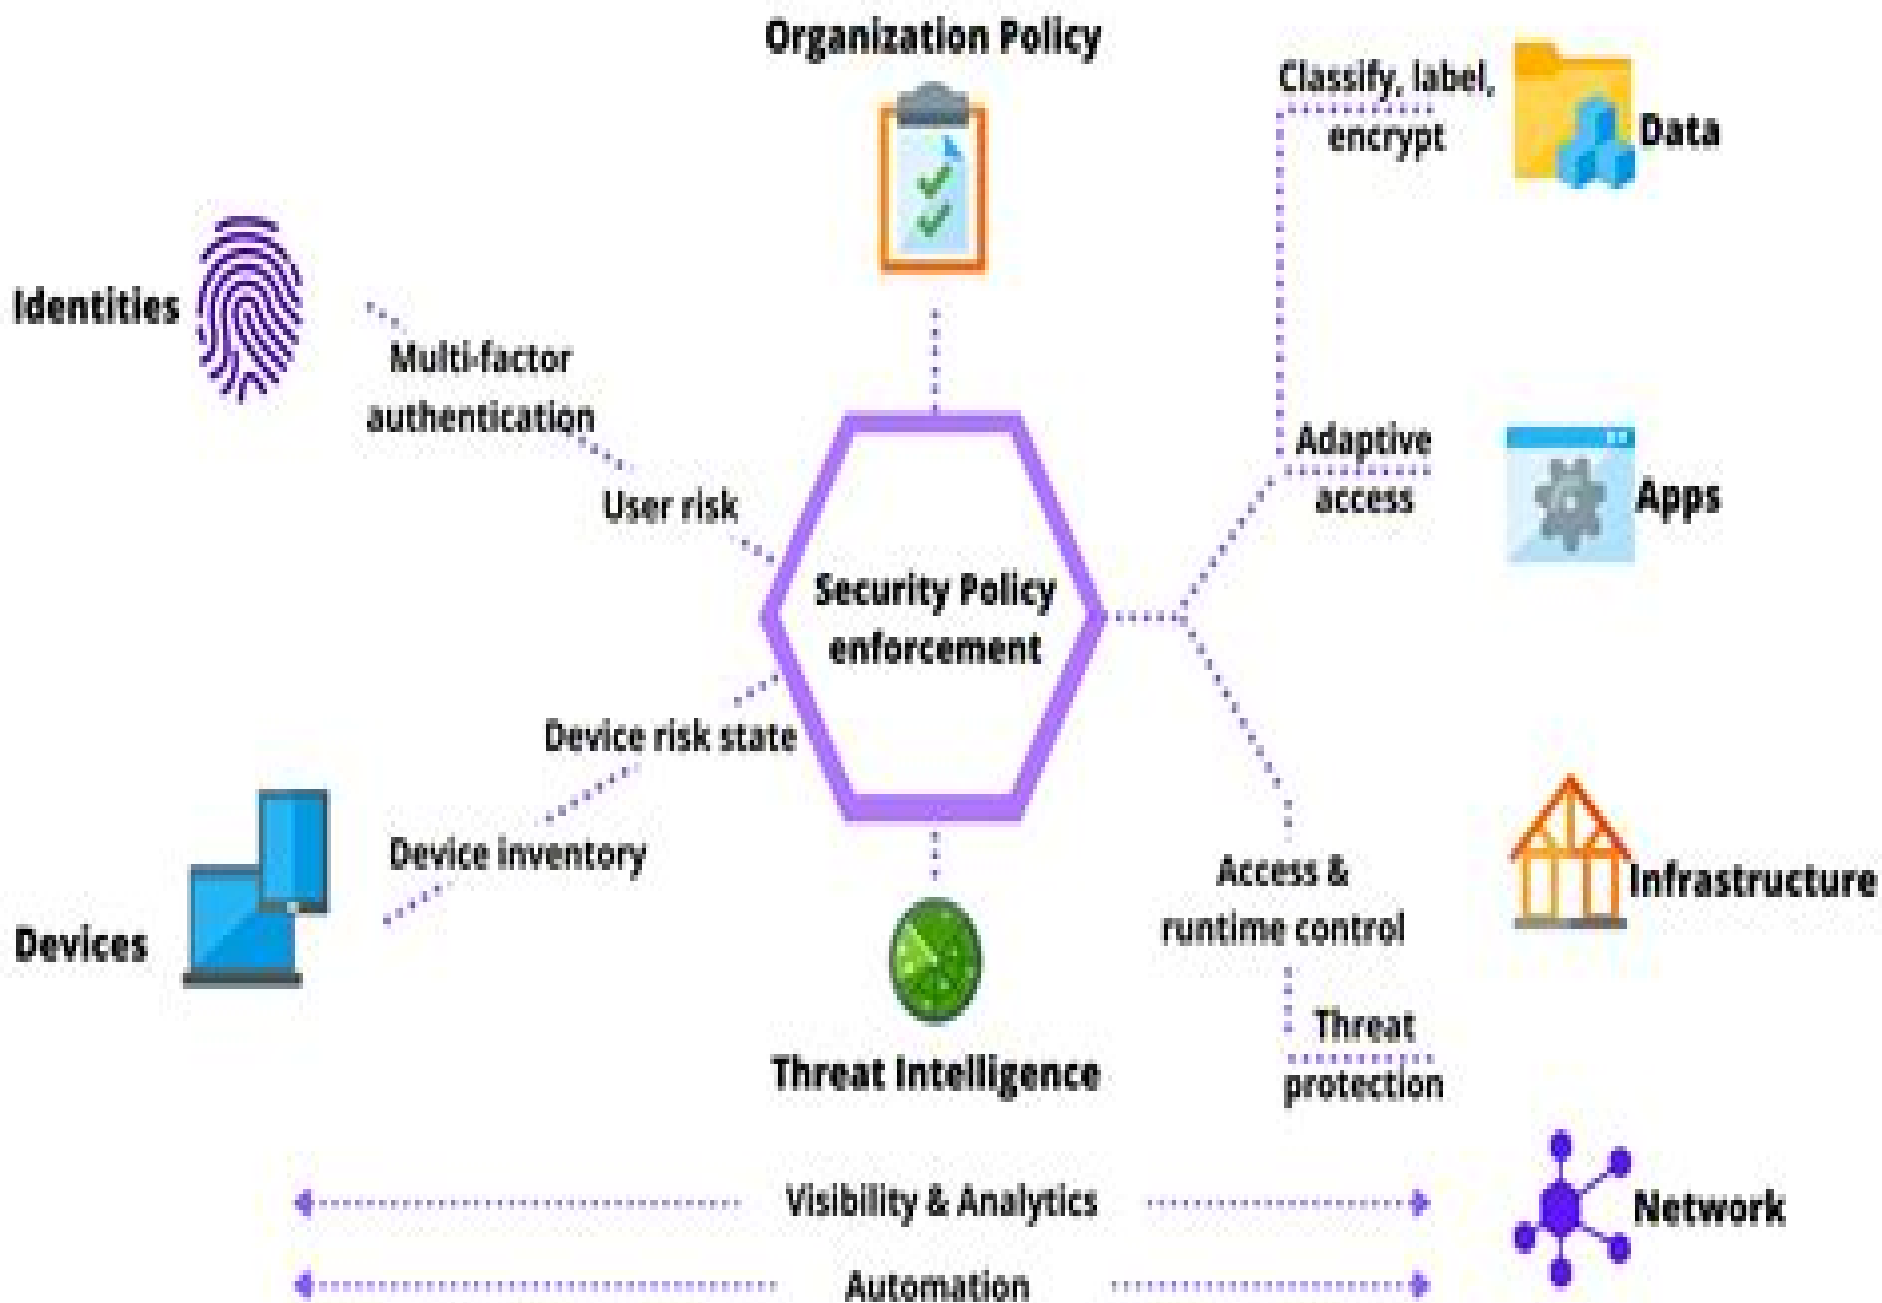 Organization Policy
Classify, label,
encrypt
Data
Identities
Multi-factor
authentication
User risk
Adaptive
access
Apps
Security Policy
enforcement
Device risk state
Device inventory
Devices
Access &
runtime control
Infrastructure
Threat
protection
Threat Intelligence
Visibility & Analytics
Network
Automation